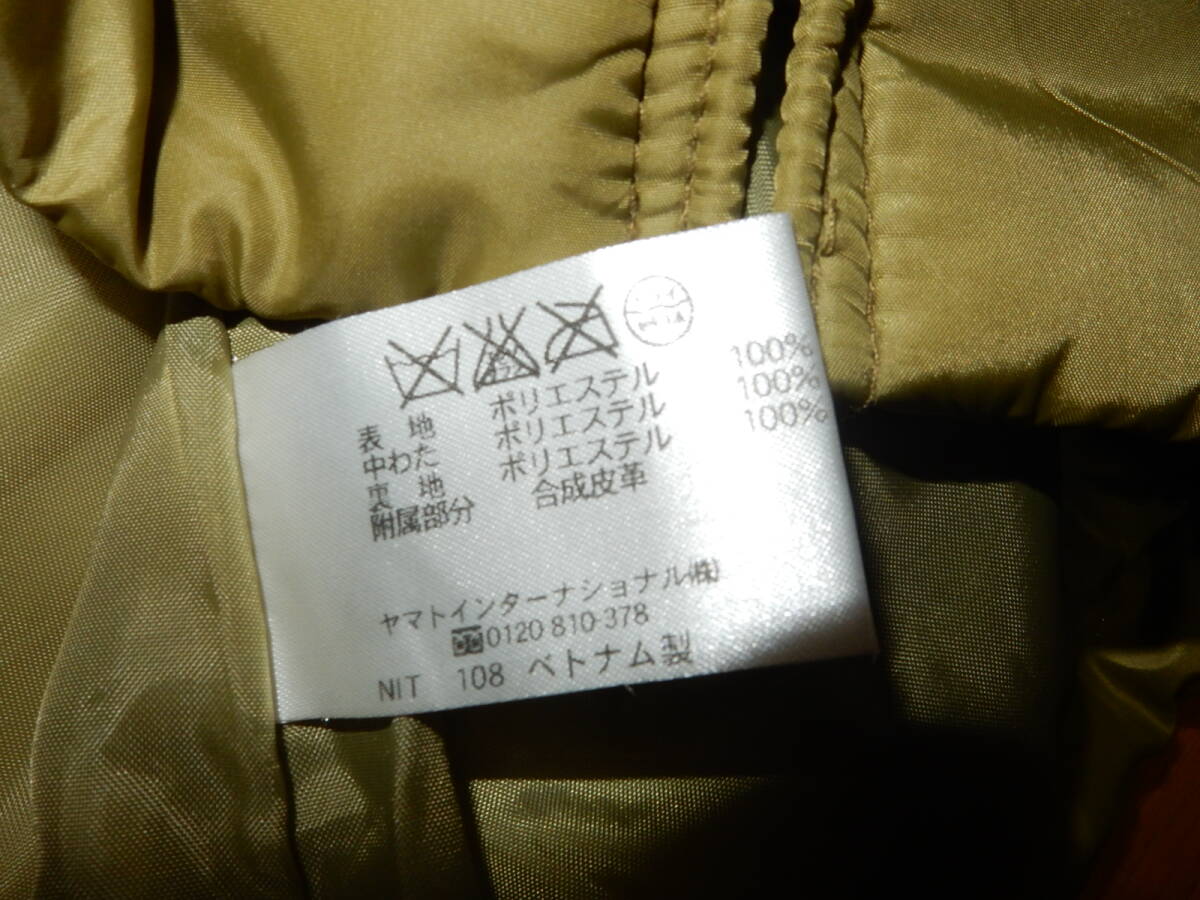 表 地 ポリエステル 100%
中わた ポリエステル 100%
裏 地 ポリエステル 100%
附属部分 合成皮革
ヤマトインターナショナル㈱
0120 810-378
NIT 108 ベトナム製